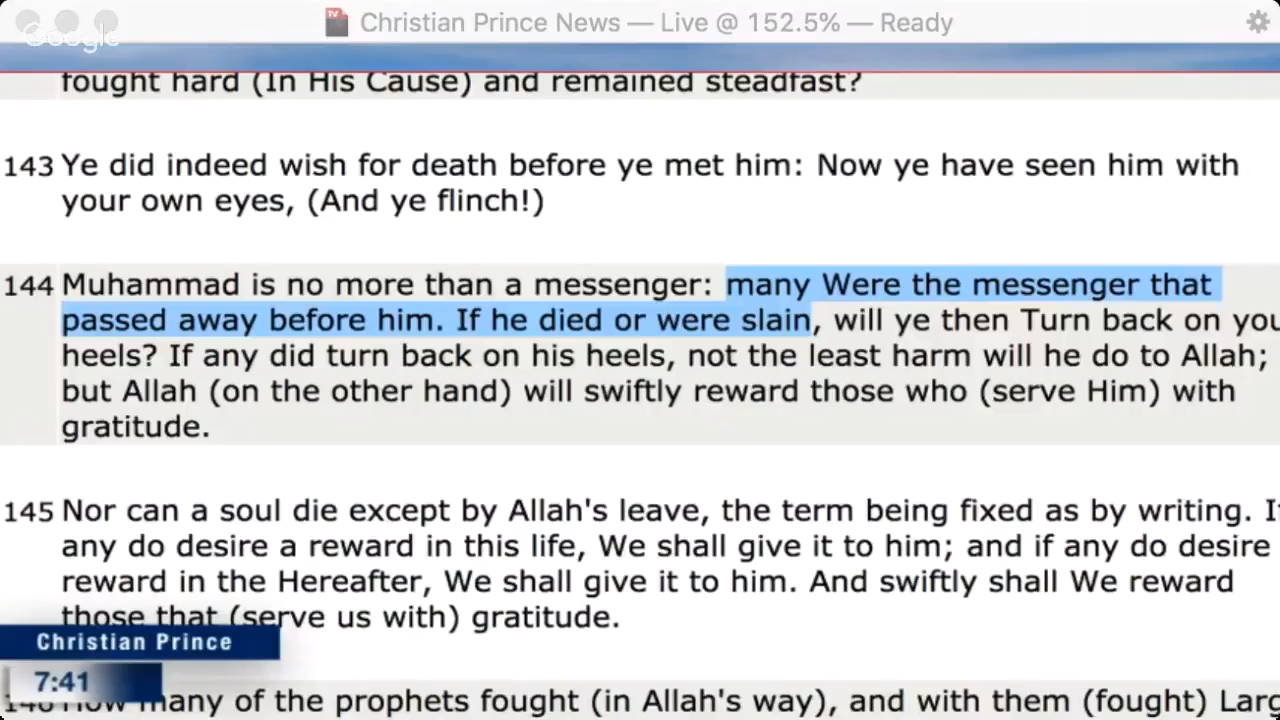 Christian Prince News — Live @ 152.5% — Ready
Google
fought hard (In His Cause) and remained steadfast?
143 Ye did indeed wish for death before ye met him: Now ye have seen him with
your own eyes, (And ye flinch!)
144 Muhammad is no more than a messenger: many Were the messenger that
passed away before him. If he died or were slain, will ye then Turn back on you
heels? If any did turn back on his heels, not the least harm will he do to Allah;
but Allah (on the other hand) will swiftly reward those who (serve Him) with
gratitude.
145 Nor can a soul die except by Allah's leave, the term being fixed as by writing. I
any do desire a reward in this life, We shall give it to him; and if any do desire
reward in the Hereafter, We shall give it to him. And swiftly shall We reward
those that (serve us with) gratitude.
Christian Prince
7:41
How many of the prophets fought (in Allah's way), and with them (fought) Larg